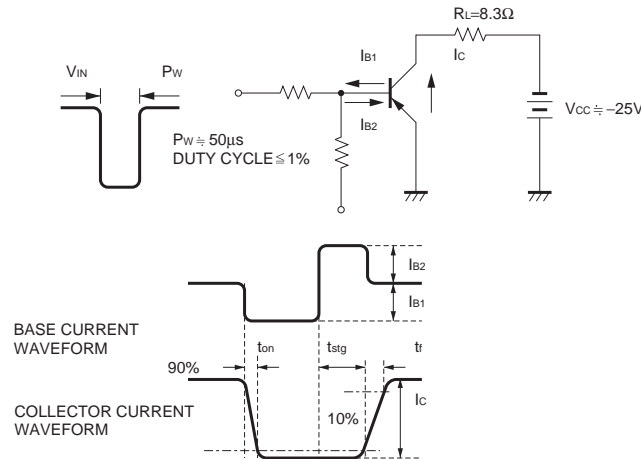 RL=8.3Ω
IB1
IC
VIN
PW
IB2
VCC≒−25V
PW≒50μs
DUTY CYCLE≦1%
IB2
IB1
BASE CURRENT
WAVEFORM
ton
tstg
tf
90%
10%
IC
COLLECTOR CURRENT
WAVEFORM